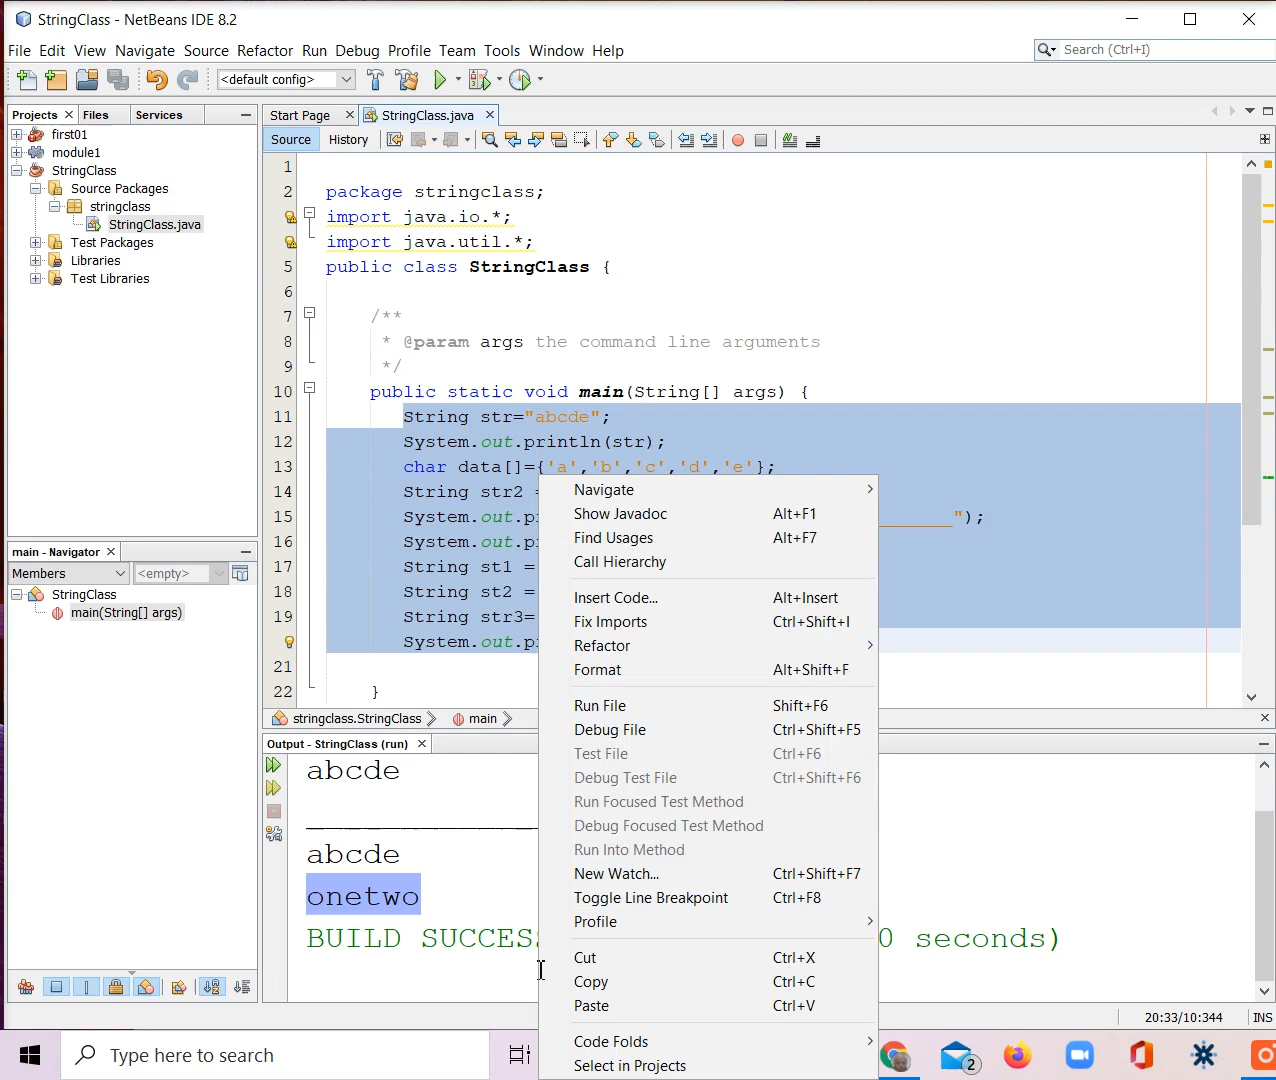 StringClass - NetBeans IDE 8.2
File Edit View Navigate Source Refactor Run Debug Profile Team Tools Window Help
Search (Ctrl+I)
<default config>
Projects Files Services
Start Page StringClass.java
first01
module1
StringClass
Source Packages
stringclass
StringClass.java
Test Packages
Libraries
Test Libraries
Source History
1
2 package stringclass;
import java.io.*;
import java.util.*;
5 public class StringClass {
6
7 /**
8 * @param args the command line arguments
9 */
10 public static void main(String[] args) {
11 String str="abcde";
12 System.out.println(str);
13 char data[]={'a','b','c','d','e'};
14 String str2 =
15 System.out.p ");
16 System.out.p
17 String st1 =
18 String st2 =
19 String str3=
System.out.p
21
22 }
main - Navigator
Members <empty>
StringClass
main(String[] args)
Navigate
Show Javadoc Alt+F1
Find Usages Alt+F7
Call Hierarchy
Insert Code... Alt+Insert
Fix Imports Ctrl+Shift+I
Refactor
Format Alt+Shift+F
Run File Shift+F6
Debug File Ctrl+Shift+F5
Test File Ctrl+F6
Debug Test File Ctrl+Shift+F6
Run Focused Test Method
Debug Focused Test Method
Run Into Method
New Watch... Ctrl+Shift+F7
Toggle Line Breakpoint Ctrl+F8
Profile
Cut Ctrl+X
Copy Ctrl+C
Paste Ctrl+V
Code Folds
Select in Projects
stringclass.StringClass main
Output - StringClass (run)
abcde
_____________
abcde
onetwo
BUILD SUCCES 0 seconds)
20:33/10:344 INS
Type here to search
2